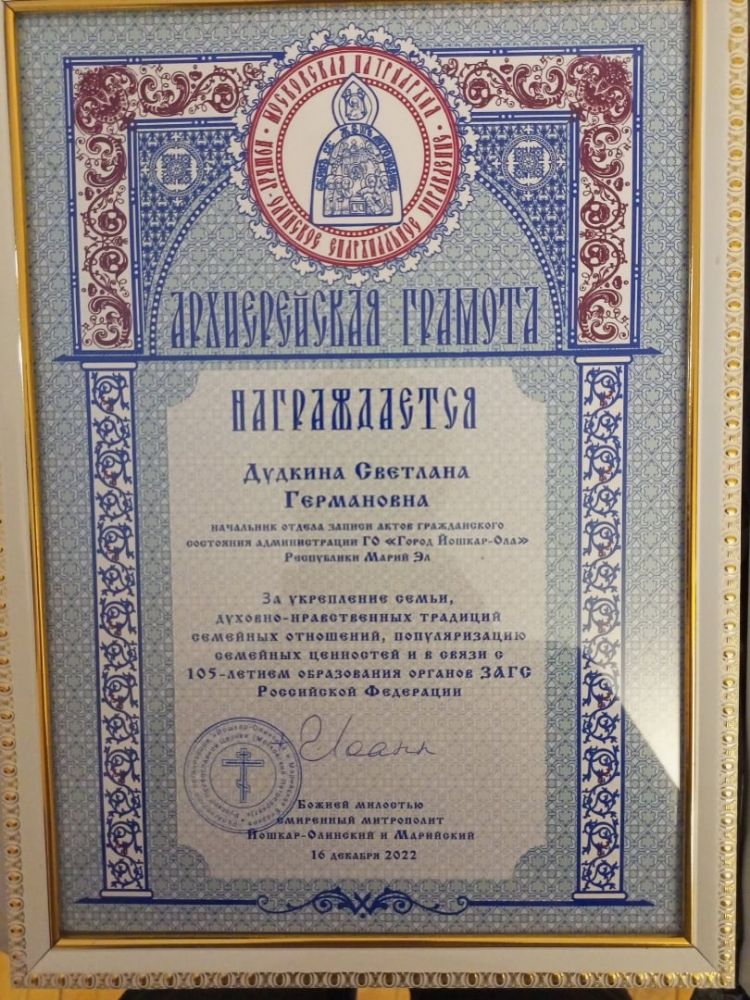 МОСКОВСКАЯ ПАТРИАРХИЯ
ЙОШКАР-ОЛИНСКОЕ ЕПАРХИАЛЬНОЕ УПРАВЛЕНИЕ
АРХИЕРЕЙСКАЯ ГРАМОТА
НАГРАЖДАЕТСЯ
Дудкина Светлана
Германовна
начальник отдела записи актов гражданского
состояния администрации ГО «Город Йошкар-Ола»
Республики Марий Эл
За укрепление семьи,
духовно-нравственных традиций
семейных отношений, популяризацию
семейных ценностей и в связи с
105-летием образования органов ЗАГС
Российской Федерации
Иоанн
Божией милостью
смиренный митрополит
Йошкар-Олинский и Марийский
16 декабря 2022